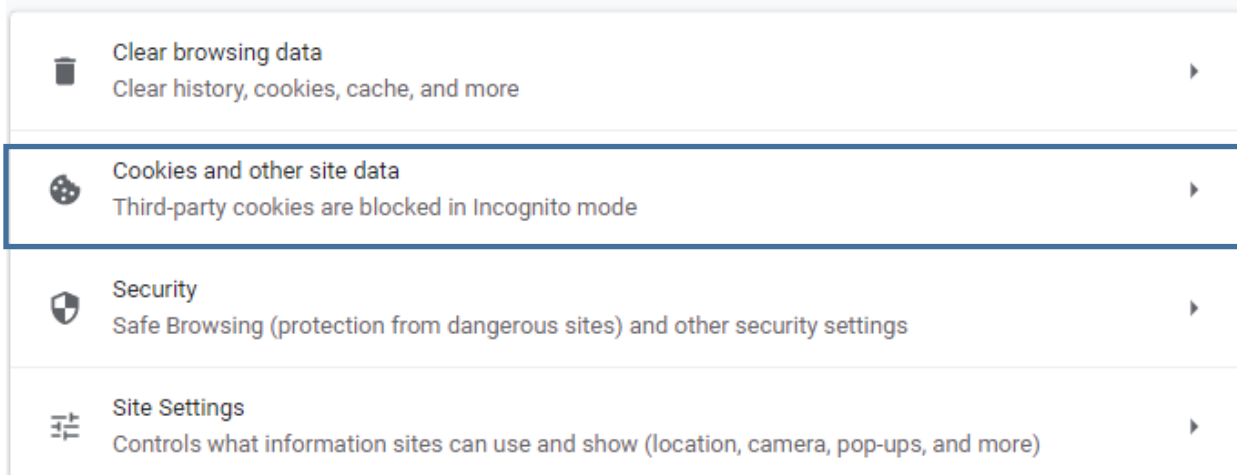 Clear browsing data
Clear history, cookies, cache, and more
Cookies and other site data
Third-party cookies are blocked in Incognito mode
Security
Safe Browsing (protection from dangerous sites) and other security settings
Site Settings
Controls what information sites can use and show (location, camera, pop-ups, and more)